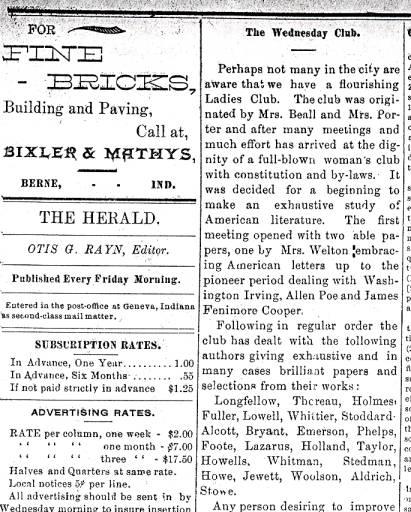 FOR
FINE
- BRICKS,
Building and Paving,
Call at,
BIXLER & MATHYS,
BERNE, - - IND.
THE HERALD.
OTIS G. RAYN, Editor.
Published Every Friday Morning.
Entered in the post-office at Geneva, Indiana
as second-class mail matter.
SUBSCRIPTION RATES.
In Advance, One Year 1.00
In Advance, Six Months .55
If not paid strictly in advance $1.25
ADVERTISING RATES.
RATE per column, one week - $2.00
" " " one month - $7.00
" " " three " - $17.50
Halves and Quarters at same rate.
Local notices 5¢ per line.
All advertising should be sent in by
Wednesday morning to insure insertion
The Wednesday Club.
Perhaps not many in the city are
aware that we have a flourishing
Ladies Club. The club was origi-
nated by Mrs. Beall and Mrs. Por-
ter and after many meetings and
much effort has arrived at the dig-
nity of a full-blown woman's club
with constitution and by-laws. It
was decided for a beginning to
make an exhaustive study of
American literature. The first
meeting opened with two able pa-
pers, one by Mrs. Welton embrac-
ing American letters up to the
pioneer period dealing with Wash-
ington Irving, Allen Poe and James
Fenimore Cooper.
Following in regular order the
club has dealt with the following
authors giving exhaustive and in
many cases brilliant papers and
selections from their works:
Longfellow, Thoreau, Holmes
Fuller, Lowell, Whittier, Stoddard
Alcott, Bryant, Emerson, Phelps,
Foote, Lazarus, Holland, Taylor,
Howells, Whitman, Stedman,
Howe, Jewett, Woolson, Aldrich,
Stowe.
Any person desiring to improve